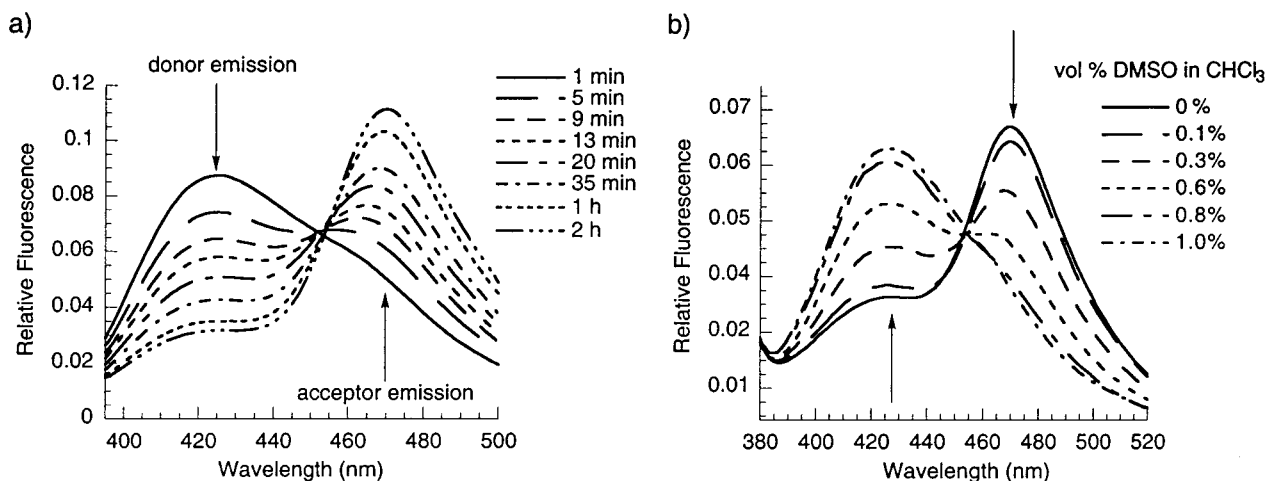 a)
donor emission
0.12
0.1
0.08
0.06
0.04
0.02
0
Relative Fluorescence
acceptor emission
400 420 440 460 480 500
Wavelength (nm)
1 min
5 min
9 min
13 min
20 min
35 min
1 h
2 h
b)
vol % DMSO in CHCl3
0.07
0.06
0.05
0.04
0.02
0.01
Relative Fluorescence
380 400 420 440 460 480 500 520
Wavelength (nm)
0 %
0.1%
0.3%
0.6%
0.8%
1.0%